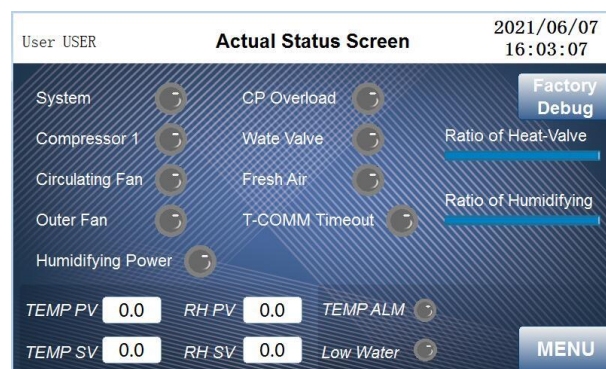 User USER
Actual Status Screen
2021/06/07
16:03:07
System
CP Overload
Factory
Debug
Compressor 1
Wate Valve
Ratio of Heat-Valve
Circulating Fan
Fresh Air
Ratio of Humidifying
Outer Fan
T-COMM Timeout
Humidifying Power
TEMP PV 0.0
RH PV 0.0
TEMP ALM
TEMP SV 0.0
RH SV 0.0
Low Water
MENU